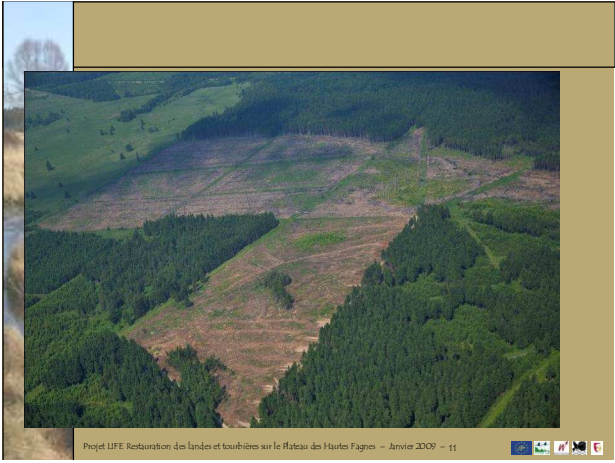 Projet LIFE Restauration des landes et tourbières sur le Plateau des Hautes Fagnes – Janvier 2009 – 11